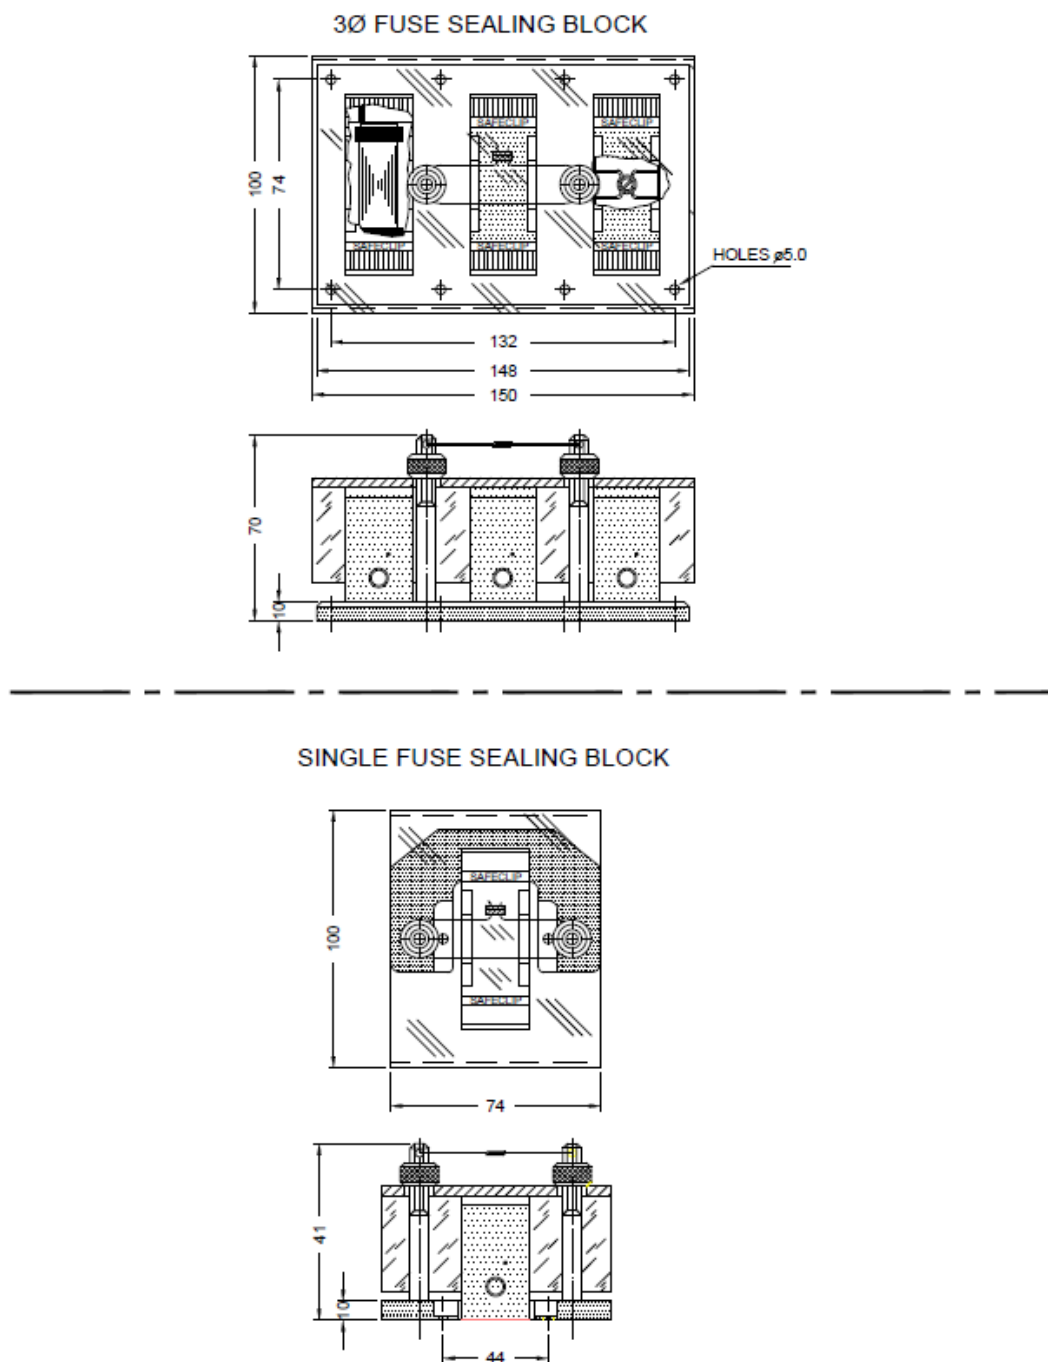 3Ø FUSE SEALING BLOCK
SAFECLIP SAFECLIP
100
74
SAFECLIP SAFECLIP SAFECLIP
HOLES ø5.0
132
148
150
70
10
SINGLE FUSE SEALING BLOCK
SAFECLIP
100
SAFECLIP
74
41
10
44